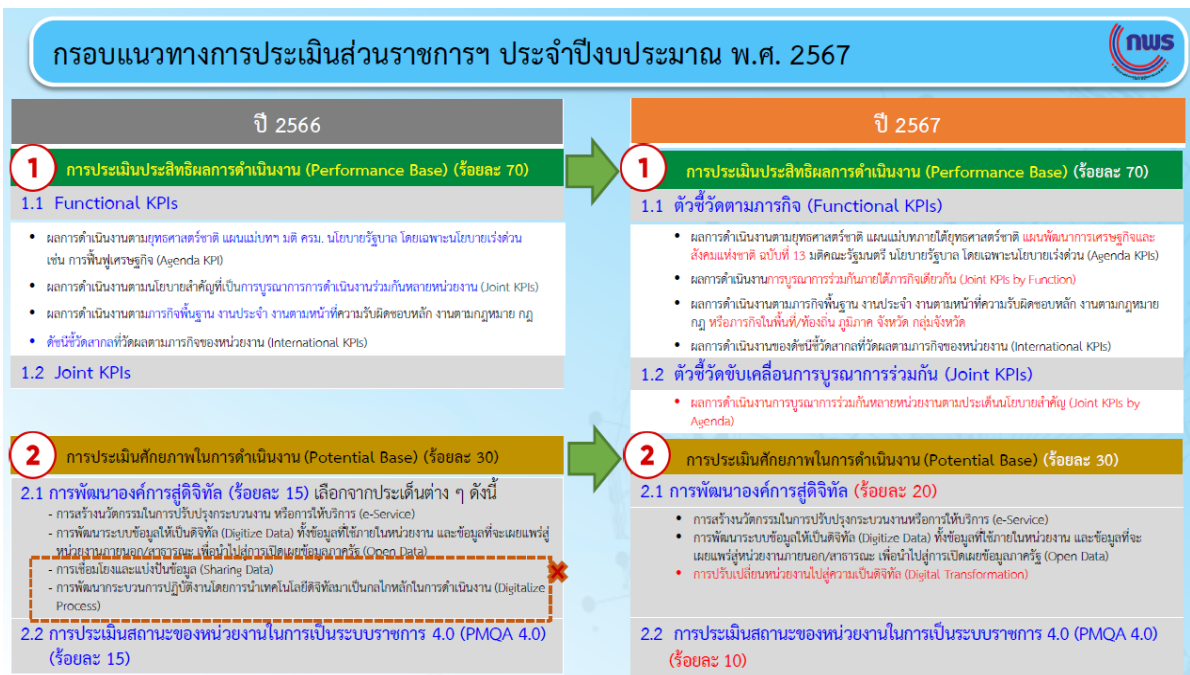 กรอบแนวทางการประเมินส่วนราชการฯ ประจำปีงบประมาณ พ.ศ. 2567
กพร
ปี 2566
1
การประเมินประสิทธิผลการดำเนินงาน (Performance Base) (ร้อยละ 70)
1.1 Functional KPIs
• ผลการดำเนินงานตามยุทธศาสตร์ชาติ แผนแม่บทฯ มติ ครม. นโยบายรัฐบาล โดยเฉพาะนโยบายเร่งด่วน
เช่น การฟื้นฟูเศรษฐกิจ (Agenda KPI)
• ผลการดำเนินงานตามนโยบายสำคัญที่เป็นการบูรณาการการดำเนินงานร่วมกันหลายหน่วยงาน (Joint KPIs)
• ผลการดำเนินงานตามภารกิจพื้นฐาน งานประจำ งานตามหน้าที่ความรับผิดชอบหลัก งานตามกฎหมาย กฎ
• ดัชนีชี้วัดสากลที่วัดผลตามภารกิจของหน่วยงาน (International KPIs)
1.2 Joint KPIs
2
การประเมินศักยภาพในการดำเนินงาน (Potential Base) (ร้อยละ 30)
2.1 การพัฒนาองค์การสู่ดิจิทัล (ร้อยละ 15) เลือกจากประเด็นต่าง ๆ ดังนี้
- การสร้างนวัตกรรมในการปรับปรุงกระบวนงาน หรือการให้บริการ (e-Service)
- การพัฒนาระบบข้อมูลให้เป็นดิจิทัล (Digitize Data) ทั้งข้อมูลที่ใช้ภายในหน่วยงาน และข้อมูลที่จะเผยแพร่สู่
หน่วยงานภายนอก/สาธารณะ เพื่อนำไปสู่การเปิดเผยข้อมูลภาครัฐ (Open Data)
- การเชื่อมโยงและแบ่งปันข้อมูล (Sharing Data)
- การพัฒนากระบวนการปฏิบัติงานโดยการนำเทคโนโลยีดิจิทัลมาเป็นกลไกหลักในการดำเนินงาน (Digitalize
Process)
2.2 การประเมินสถานะของหน่วยงานในการเป็นระบบราชการ 4.0 (PMQA 4.0)
(ร้อยละ 15)
ปี 2567
1
การประเมินประสิทธิผลการดำเนินงาน (Performance Base) (ร้อยละ 70)
1.1 ตัวชี้วัดตามภารกิจ (Functional KPIs)
• ผลการดำเนินงานตามยุทธศาสตร์ชาติ แผนแม่บทภายใต้ยุทธศาสตร์ชาติ แผนพัฒนาการเศรษฐกิจและ
สังคมแห่งชาติ ฉบับที่ 13 มติคณะรัฐมนตรี นโยบายรัฐบาล โดยเฉพาะนโยบายเร่งด่วน (Agenda KPIs)
• ผลการดำเนินงานการบูรณาการร่วมกันภายใต้ภารกิจเดียวกัน (Joint KPIs by Function)
• ผลการดำเนินงานตามภารกิจพื้นฐาน งานประจำ งานตามหน้าที่ความรับผิดชอบหลัก งานตามกฎหมาย
กฎ หรือภารกิจในพื้นที่/ท้องถิ่น ภูมิภาค จังหวัด กลุ่มจังหวัด
• ผลการดำเนินงานของดัชนีชี้วัดสากลที่วัดผลตามภารกิจของหน่วยงาน (International KPIs)
1.2 ตัวชี้วัดขับเคลื่อนการบูรณาการร่วมกัน (Joint KPIs)
• ผลการดำเนินงานการบูรณาการร่วมกันหลายหน่วยงานตามประเด็นนโยบายสำคัญ (Joint KPIs by
Agenda)
2
การประเมินศักยภาพในการดำเนินงาน (Potential Base) (ร้อยละ 30)
2.1 การพัฒนาองค์การสู่ดิจิทัล (ร้อยละ 20)
• การสร้างนวัตกรรมในการปรับปรุงกระบวนงานหรือการให้บริการ (e-Service)
• การพัฒนาระบบข้อมูลให้เป็นดิจิทัล (Digitize Data) ทั้งข้อมูลที่ใช้ภายในหน่วยงาน และข้อมูลที่จะ
เผยแพร่สู่หน่วยงานภายนอก/สาธารณะ เพื่อนำไปสู่การเปิดเผยข้อมูลภาครัฐ (Open Data)
• การปรับเปลี่ยนหน่วยงานไปสู่ความเป็นดิจิทัล (Digital Transformation)
2.2 การประเมินสถานะของหน่วยงานในการเป็นระบบราชการ 4.0 (PMQA 4.0)
(ร้อยละ 10)